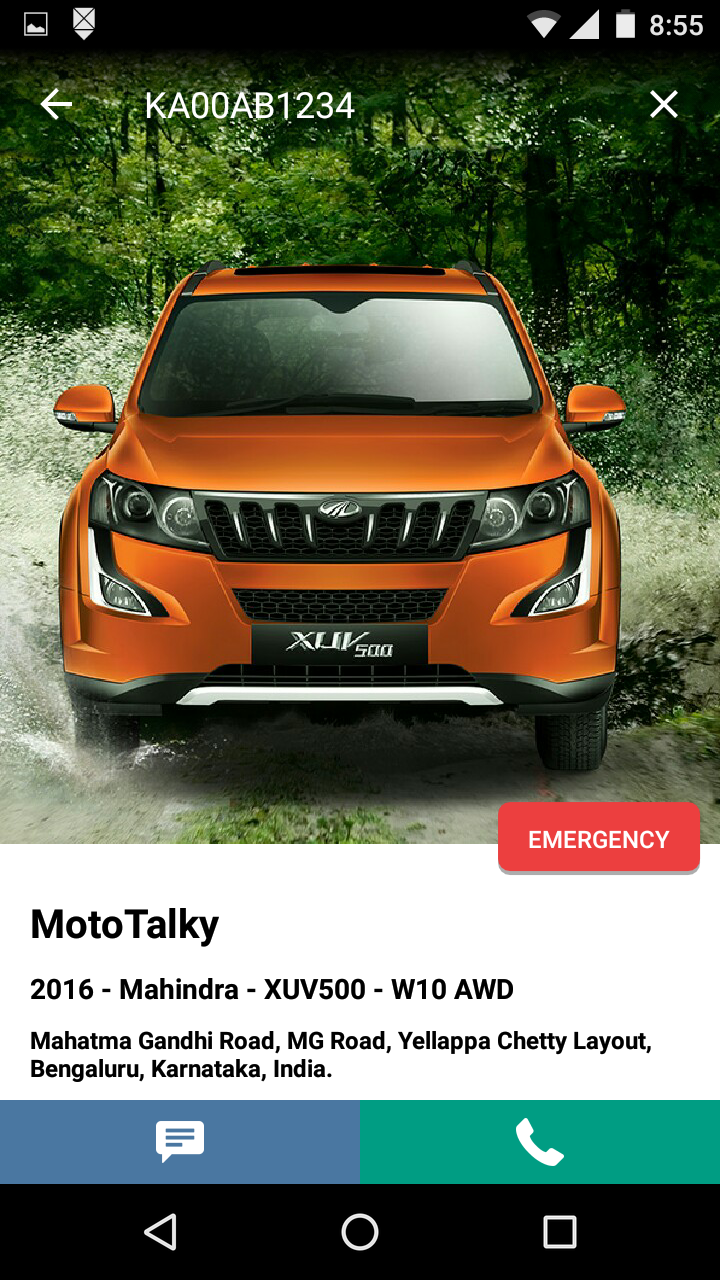 8:55
KA00AB1234
XUV500
EMERGENCY
MotoTalky
2016 - Mahindra - XUV500 - W10 AWD
Mahatma Gandhi Road, MG Road, Yellappa Chetty Layout,
Bengaluru, Karnataka, India.